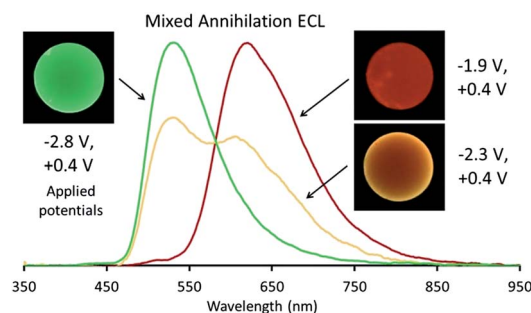 Mixed Annihilation ECL
-2.8 V,
+0.4 V
Applied
potentials
-1.9 V,
+0.4 V
-2.3 V,
+0.4 V
350 450 550 650 750 850 950
Wavelength (nm)